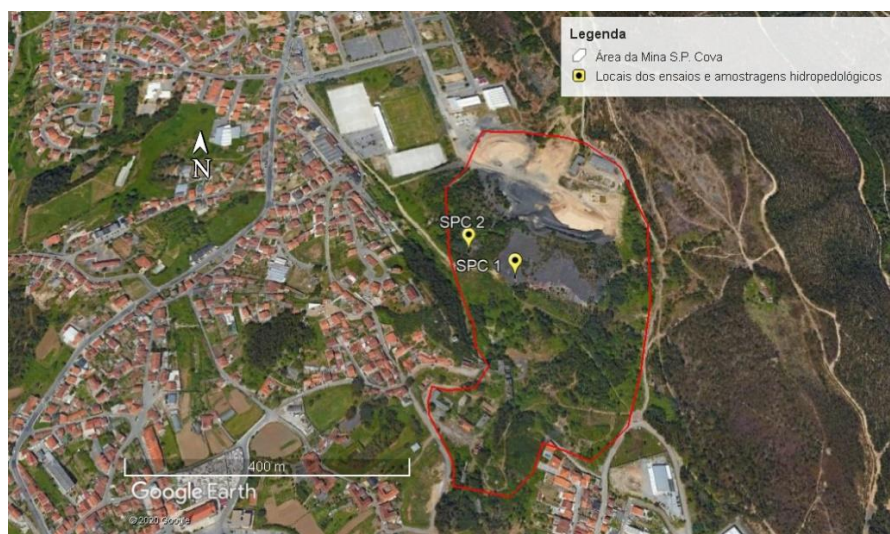 Legenda
Área da Mina S.P. Cova
Locais dos ensaios e amostragens hidropedológicos
N
SPC 2
SPC 1
400 m
Google Earth
© 2020 Google